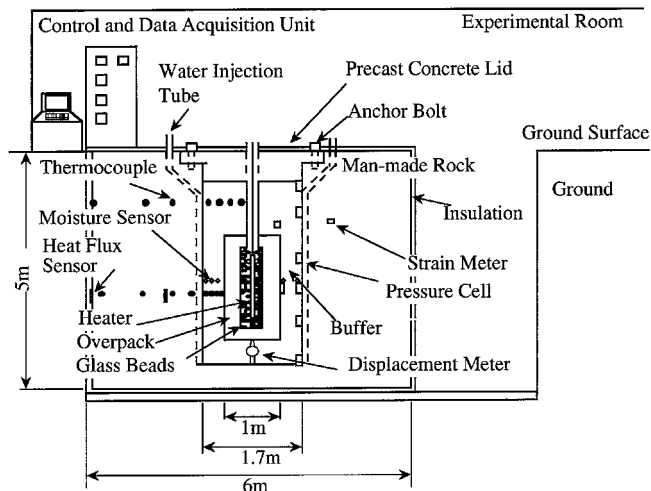 Control and Data Acquisition Unit
Experimental Room
Water Injection
Tube
Precast Concrete Lid
Anchor Bolt
Ground Surface
Thermocouple
Man-made Rock
Ground
Moisture Sensor
Insulation
Heat Flux
Sensor
5m
Strain Meter
Pressure Cell
Heater
Buffer
Overpack
Glass Beads
Displacement Meter
1m
1.7m
6m